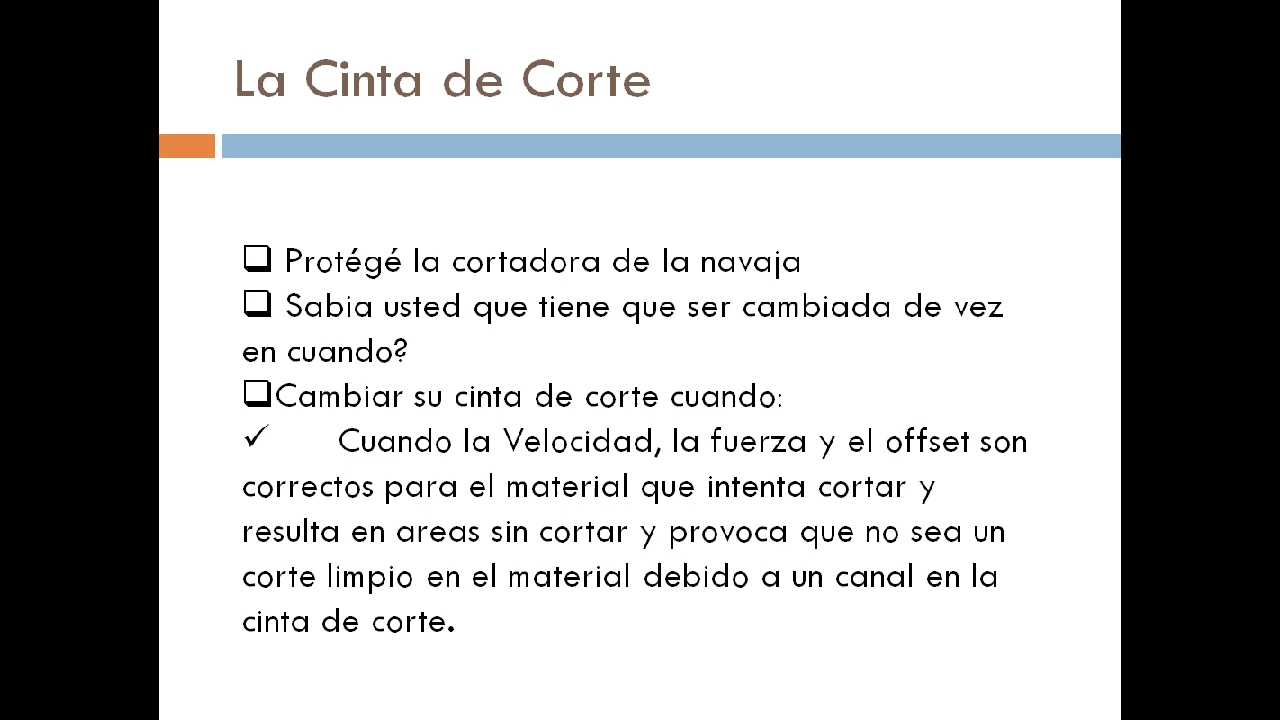 La Cinta de Corte
❑ Protégé la cortadora de la navaja
❑ Sabia usted que tiene que ser cambiada de vez
en cuando?
❑Cambiar su cinta de corte cuando:
✓ Cuando la Velocidad, la fuerza y el offset son
correctos para el material que intenta cortar y
resulta en areas sin cortar y provoca que no sea un
corte limpio en el material debido a un canal en la
cinta de corte.